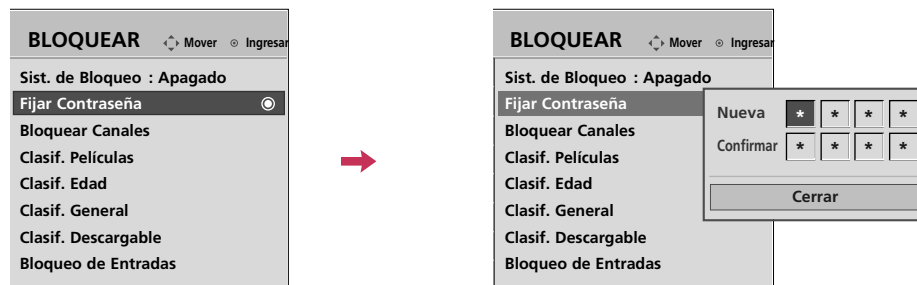 BLOQUEAR Mover Ingresar
Sist. de Bloqueo : Apagado
Fijar Contraseña
Bloquear Canales
Clasif. Películas
Clasif. Edad
Clasif. General
Clasif. Descargable
Bloqueo de Entradas
BLOQUEAR Mover Ingresar
Sist. de Bloqueo : Apagado
Fijar Contraseña
Bloquear Canales
Clasif. Películas
Clasif. Edad
Clasif. General
Clasif. Descargable
Bloqueo de Entradas
Nueva * * * *
Confirmar * * * *
Cerrar